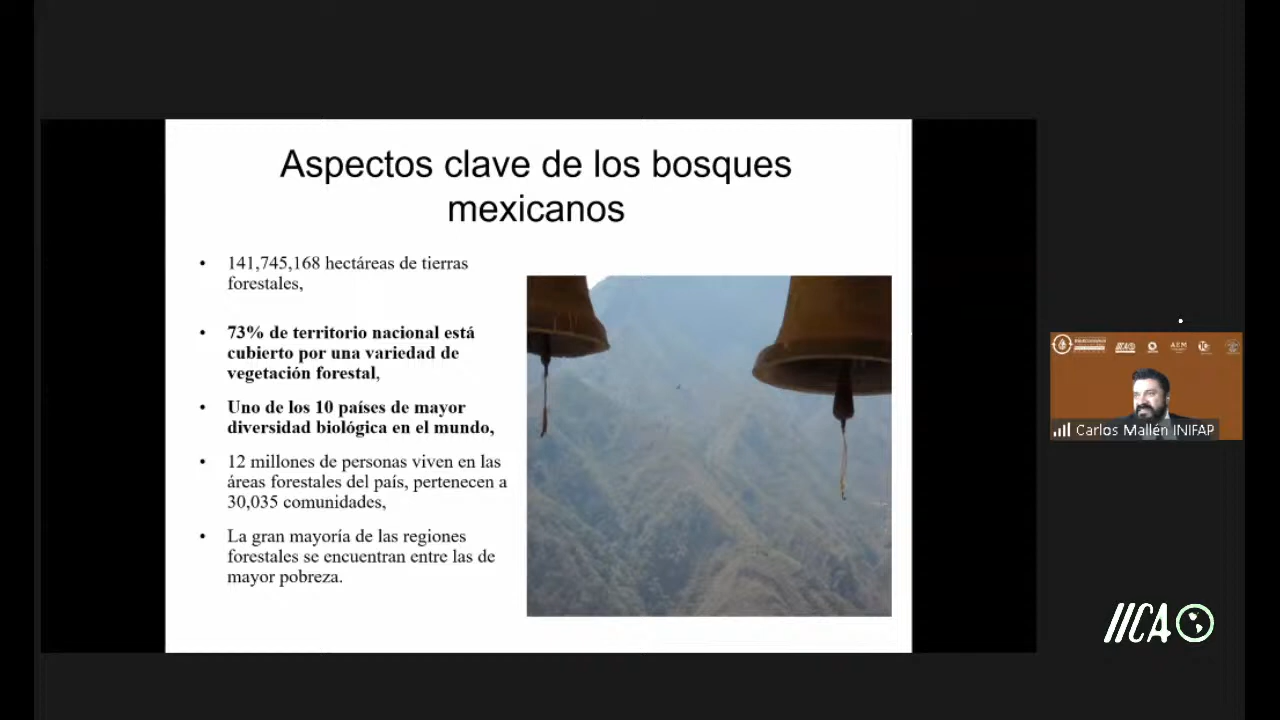 Aspectos clave de los bosques
mexicanos
• 141,745,168 hectáreas de tierras
forestales,
• 73% de territorio nacional está
cubierto por una variedad de
vegetación forestal,
• Uno de los 10 países de mayor
diversidad biológica en el mundo,
• 12 millones de personas viven en las
áreas forestales del país, pertenecen a
30,035 comunidades,
• La gran mayoría de las regiones
forestales se encuentran entre las de
mayor pobreza.
IICA
AEM
Carlos Mallén INIFAP
IICA